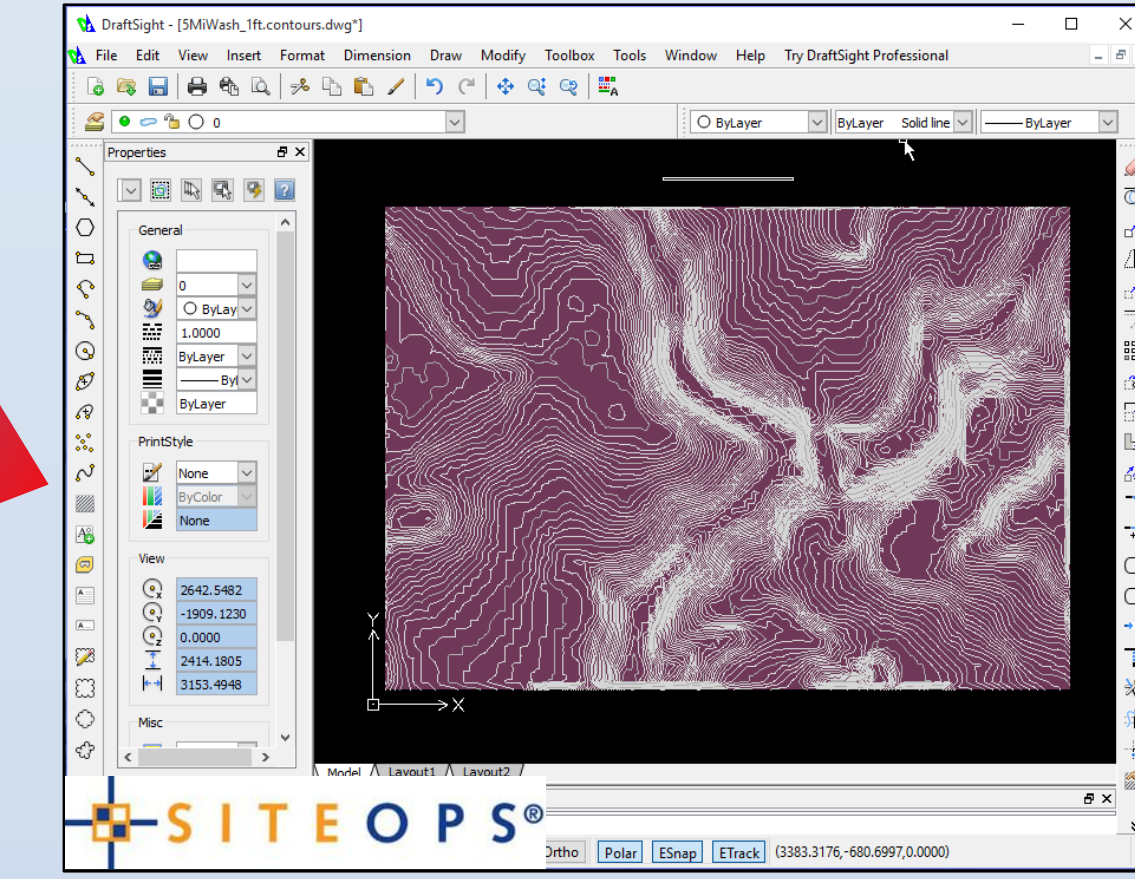 DraftSight - [5MiWash_1ft.contours.dwg*]
File Edit View Insert Format Dimension Draw Modify Toolbox Tools Window Help Try DraftSight Professional
0 ByLayer ByLayer Solid line ByLayer
Properties
General
0
ByLay
1.0000
ByLayer
Byl
ByLayer
PrintStyle
None
ByColor
None
View
2642.5482
-1909.1230
0.0000
2414.1805
3153.4948
Misc
Y
X
Model Layout1 Layout2
SITEOPS®
Ortho Polar ESnap ETrack (3383.3176,-680.6997,0.0000)